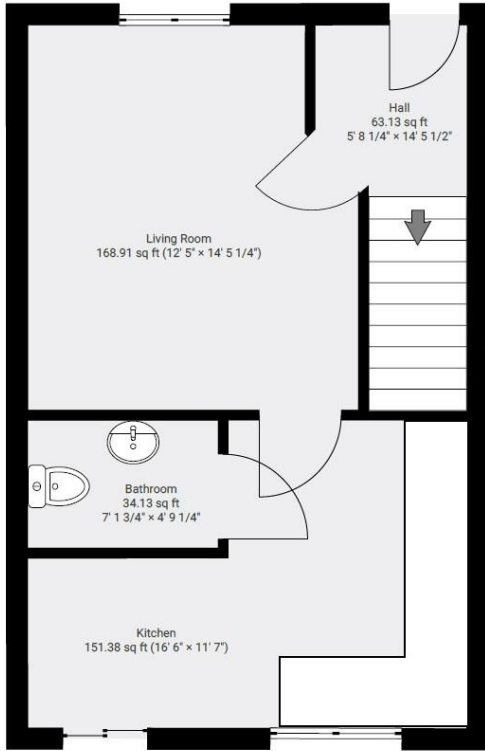 Hall
63.13 sq ft
5' 8 1/4" × 14' 5 1/2"
Living Room
168.91 sq ft (12' 5" × 14' 5 1/4")
Bathroom
34.13 sq ft
7' 1 3/4" × 4' 9 1/4"
Kitchen
151.38 sq ft (16' 6" × 11' 7")